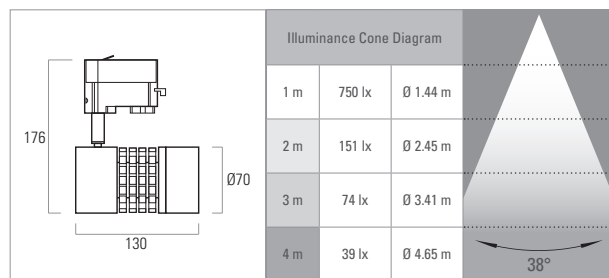 176
Ø70
130
Illuminance Cone Diagram
1 m 750 lx Ø 1.44 m
2 m 151 lx Ø 2.45 m
3 m 74 lx Ø 3.41 m
4 m 39 lx Ø 4.65 m
38°